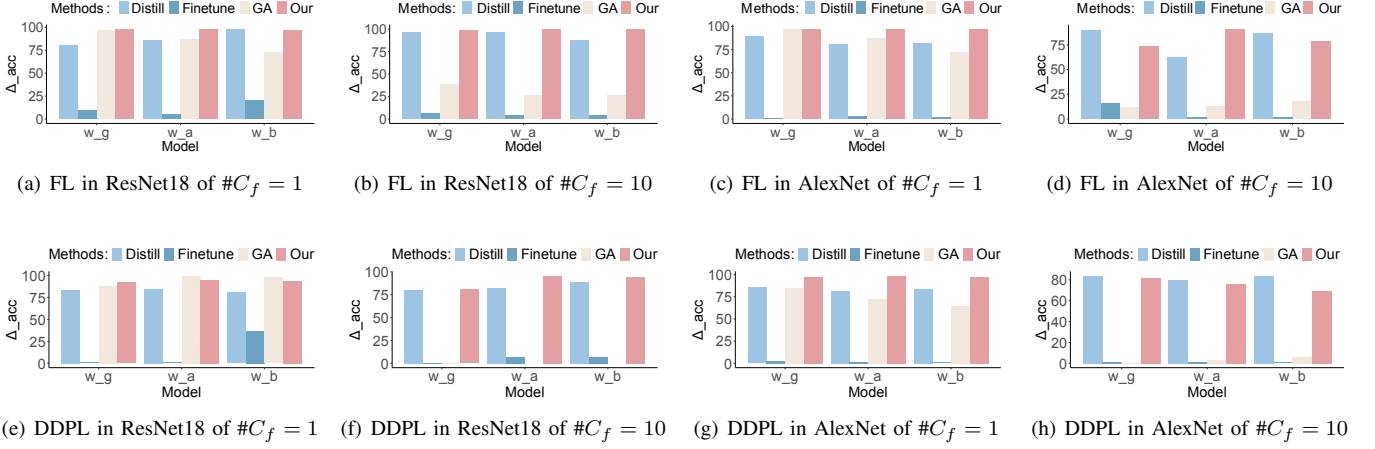 Methods : Distill Finetune GA Our
Δ_acc
100
75
50
25
0
w_g w_a w_b
Model
(a) FL in ResNet18 of #C_f = 1
Methods: Distill Finetune GA Our
Δ_acc
100
75
50
25
0
w_g w_a w_b
Model
(b) FL in ResNet18 of #C_f = 10
Methods: Distill Finetune GA Our
Δ_acc
100
75
50
25
0
w_g w_a w_b
Model
(c) FL in AlexNet of #C_f = 1
Methods: Distill Finetune GA Our
Δ_acc
75
50
25
0
w_g w_a w_b
Model
(d) FL in AlexNet of #C_f = 10
Methods: Distill Finetune GA Our
Δ_acc
100
75
50
25
0
w_g w_a w_b
Model
(e) DDPL in ResNet18 of #C_f = 1
Methods: Distill Finetune GA Our
Δ_acc
100
75
50
25
0
w_g w_a w_b
Model
(f) DDPL in ResNet18 of #C_f = 10
Methods: Distill Finetune GA Our
Δ_acc
100
75
50
25
0
w_g w_a w_b
Model
(g) DDPL in AlexNet of #C_f = 1
Methods: Distill Finetune GA Our
Δ_acc
80
60
40
20
0
w_g w_a w_b
Model
(h) DDPL in AlexNet of #C_f = 10